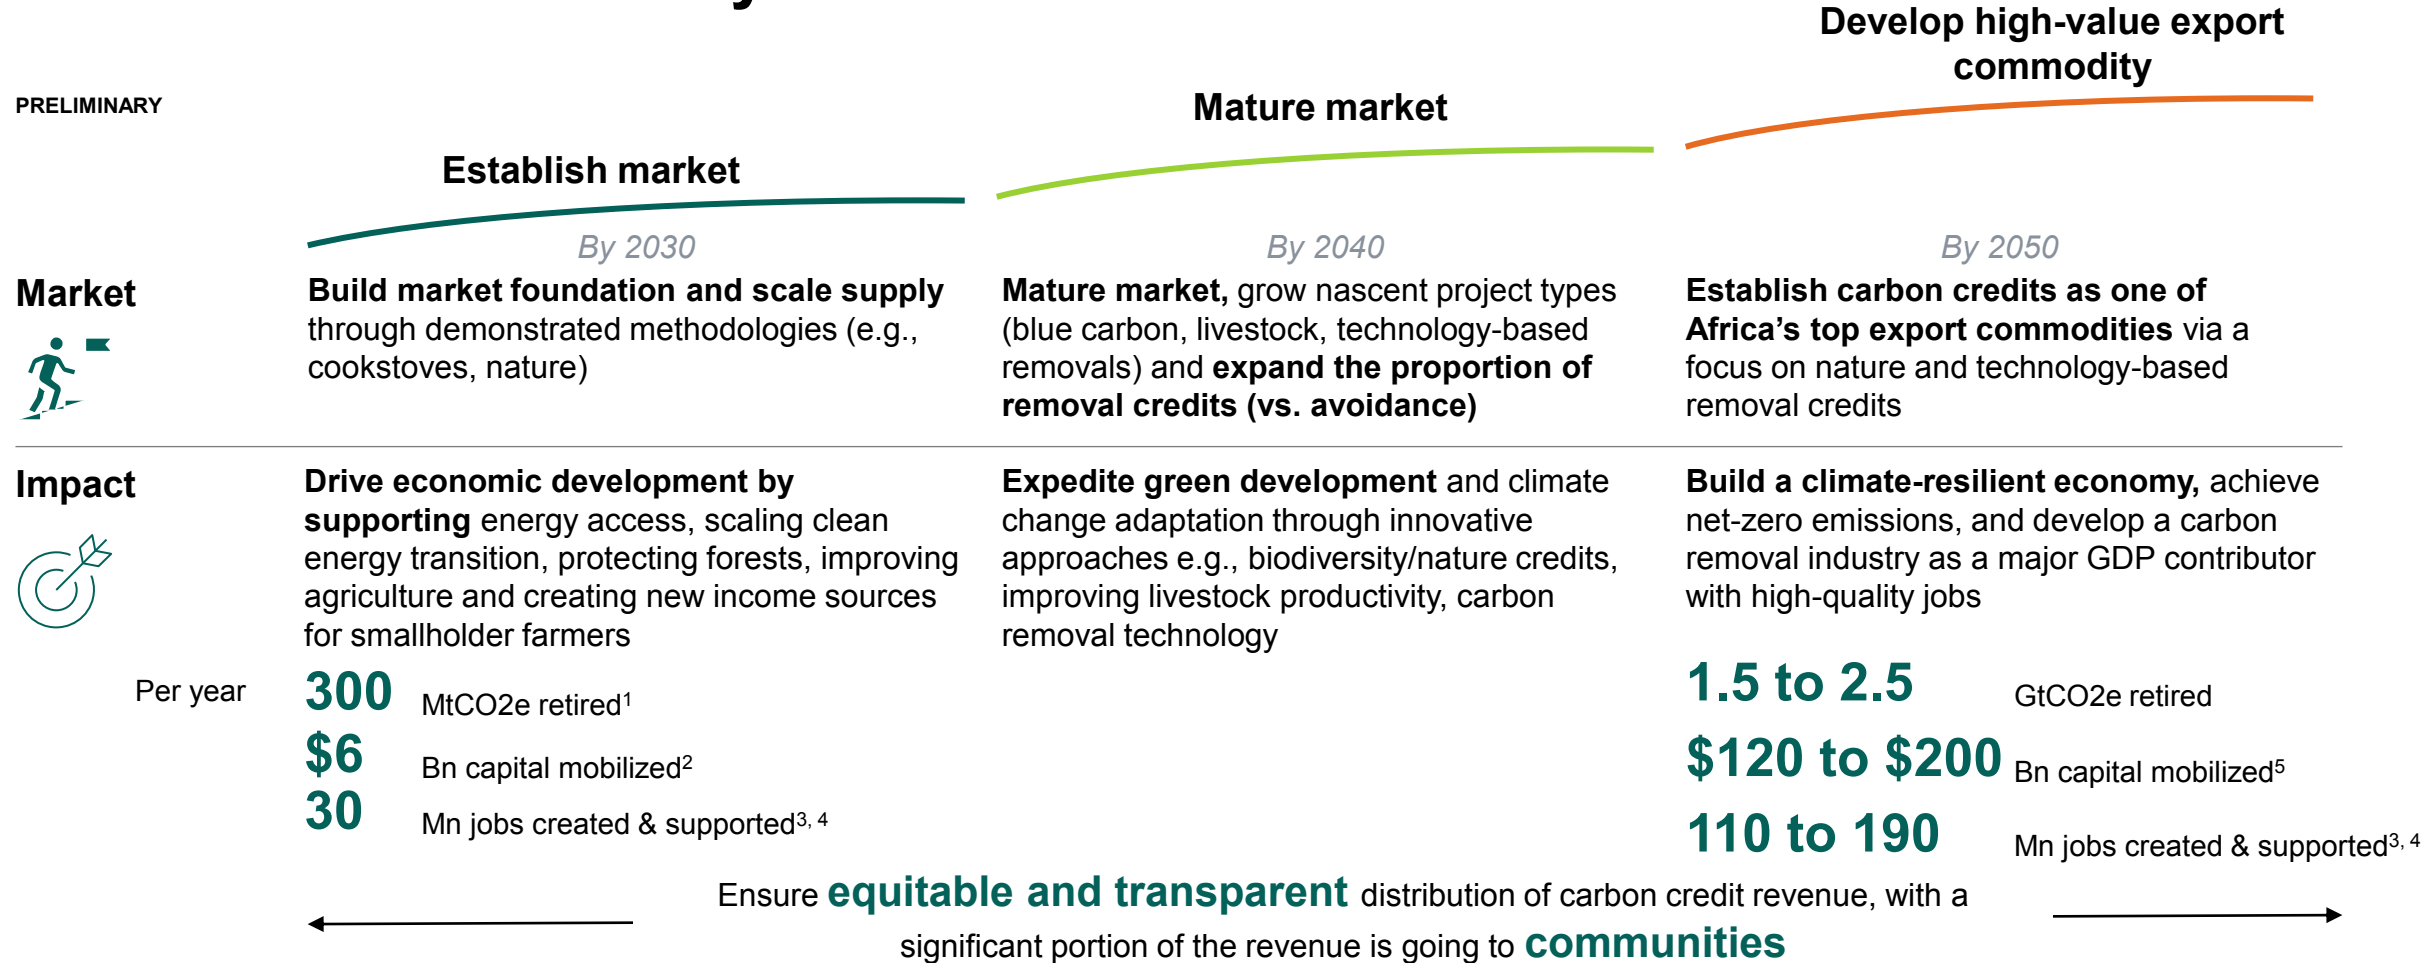 Develop high-value export
commodity
PRELIMINARY
Mature market
Establish market
By 2030
By 2040
By 2050
Market
Build market foundation and scale supply
through demonstrated methodologies (e.g.,
cookstoves, nature)
Mature market, grow nascent project types
(blue carbon, livestock, technology-based
removals) and expand the proportion of
removal credits (vs. avoidance)
Establish carbon credits as one of
Africa’s top export commodities via a
focus on nature and technology-based
removal credits
Impact
Drive economic development by
supporting energy access, scaling clean
energy transition, protecting forests, improving
agriculture and creating new income sources
for smallholder farmers
Expedite green development and climate
change adaptation through innovative
approaches e.g., biodiversity/nature credits,
improving livestock productivity, carbon
removal technology
Build a climate-resilient economy, achieve
net-zero emissions, and develop a carbon
removal industry as a major GDP contributor
with high-quality jobs
Per year
300 MtCO2e retired1
$6 Bn capital mobilized2
30 Mn jobs created & supported3, 4
1.5 to 2.5 GtCO2e retired
$120 to $200 Bn capital mobilized5
110 to 190 Mn jobs created & supported3, 4
Ensure equitable and transparent distribution of carbon credit revenue, with a
significant portion of the revenue is going to communities